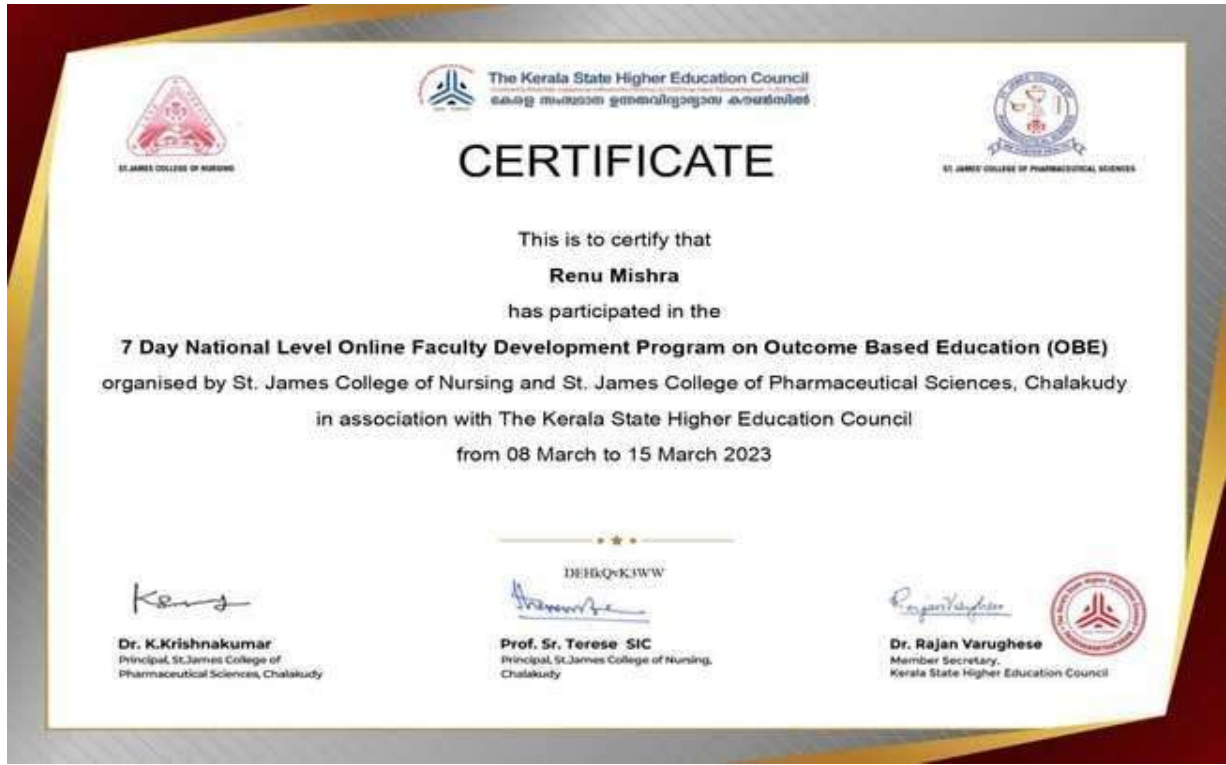 The Kerala State Higher Education Council
കേരള സംസ്ഥാന ഉന്നതവിദ്യാഭ്യാസ കൗൺസിൽ
ST.JAMES COLLEGE OF NURSING
ST. JAMES' COLLEGE OF PHARMACEUTICAL SCIENCES
CERTIFICATE
This is to certify that
Renu Mishra
has participated in the
7 Day National Level Online Faculty Development Program on Outcome Based Education (OBE)
organised by St. James College of Nursing and St. James College of Pharmaceutical Sciences, Chalakudy
in association with The Kerala State Higher Education Council
from 08 March to 15 March 2023
DEHkQvK3WW
Dr. K.Krishnakumar
Principal, St.James College of
Pharmaceutical Sciences, Chalakudy
Prof. Sr. Terese SIC
Principal, St.James College of Nursing,
Chalakudy
Rajan Varughese
Dr. Rajan Varughese
Member Secretary,
Kerala State Higher Education Council